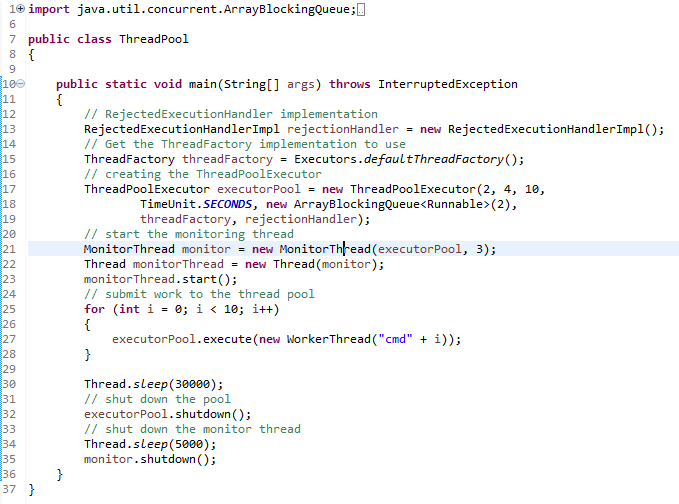 1 import java.util.concurrent.ArrayBlockingQueue;
6
7 public class ThreadPool
8 {
9
10     public static void main(String[] args) throws InterruptedException
11     {
12         // RejectedExecutionHandler implementation
13         RejectedExecutionHandlerImpl rejectionHandler = new RejectedExecutionHandlerImpl();
14         // Get the ThreadFactory implementation to use
15         ThreadFactory threadFactory = Executors.defaultThreadFactory();
16         // creating the ThreadPoolExecutor
17         ThreadPoolExecutor executorPool = new ThreadPoolExecutor(2, 4, 10,
18                 TimeUnit.SECONDS, new ArrayBlockingQueue<Runnable>(2),
19                 threadFactory, rejectionHandler);
20         // start the monitoring thread
21         MonitorThread monitor = new MonitorThread(executorPool, 3);
22         Thread monitorThread = new Thread(monitor);
23         monitorThread.start();
24         // submit work to the thread pool
25         for (int i = 0; i < 10; i++)
26         {
27             executorPool.execute(new WorkerThread("cmd" + i));
28         }
29
30         Thread.sleep(30000);
31         // shut down the pool
32         executorPool.shutdown();
33         // shut down the monitor thread
34         Thread.sleep(5000);
35         monitor.shutdown();
36     }
37 }